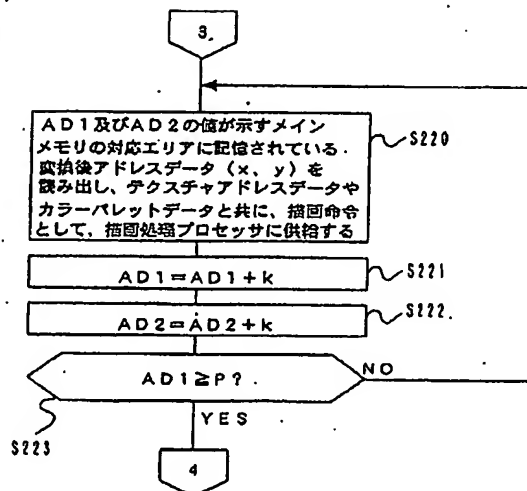 3
AD1及びAD2の値が示すメイン
メモリの対応エリアに記憶されている
変換後アドレスデータ（x、y）を
読み出し、テクスチャアドレスデータや
カラーパレットデータと共に、描画命令
として、描画処理プロセッサに供給する
S220
AD1=AD1+k
S221
AD2=AD2+k
S222
AD1≧P？
NO
YES
S223
4